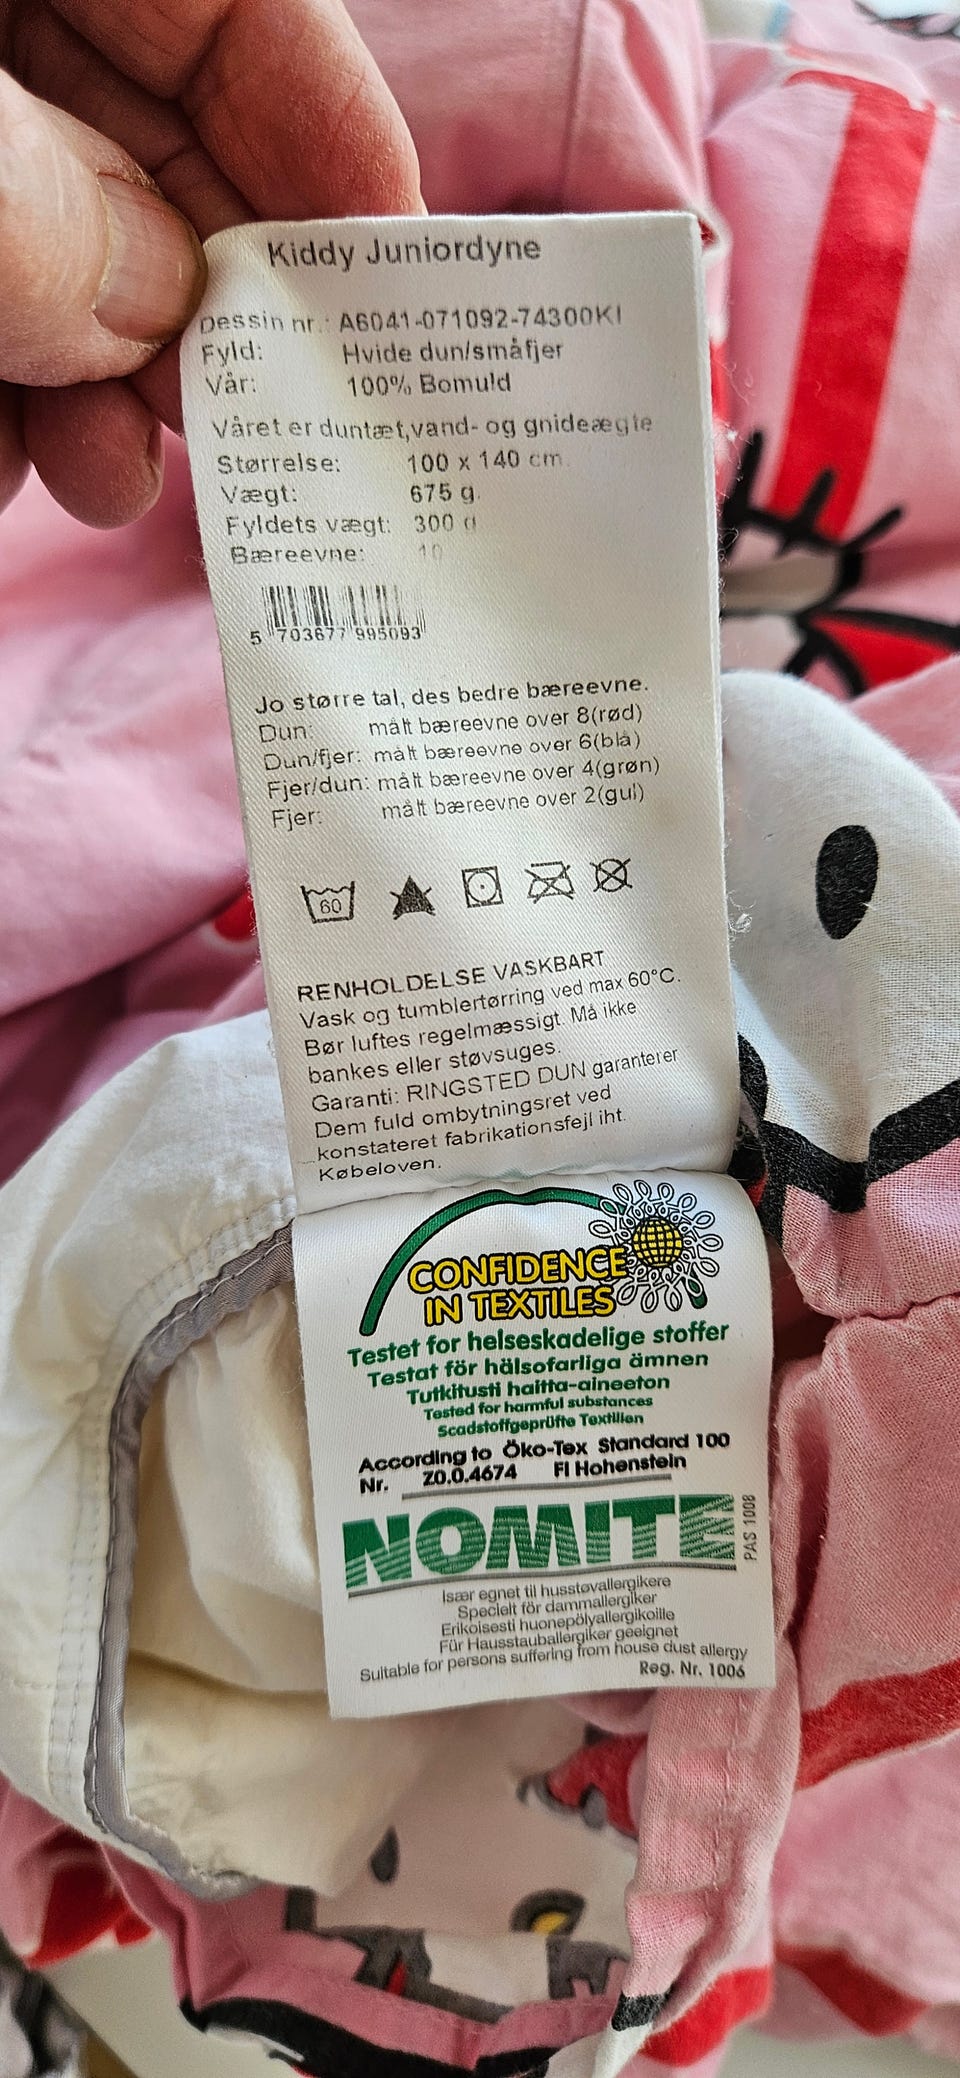 Kiddy Juniordyne
Dessin nr.: A6041-071092-74300KI
Fyld: Hvide dun/småfjer
Vår: 100% Bomuld
Våret er duntæt,vand- og gnideægte
Størrelse: 100 x 140 cm.
Vægt: 675 g.
Fyldets vægt: 300 g
Bæreevne: 10
5 703677 995093
Jo større tal, des bedre bæreevne.
Dun: målt bæreevne over 8(rød)
Dun/fjer: målt bæreevne over 6(blå)
Fjer/dun: målt bæreevne over 4(grøn)
Fjer: målt bæreevne over 2(gul)
60
RENHOLDELSE VASKBART
Vask og tumblertørring ved max 60°C.
Bør luftes regelmæssigt. Må ikke
bankes eller støvsuges.
Garanti: RINGSTED DUN garanterer
Dem fuld ombytningsret ved
konstateret fabrikationsfejl iht.
Købeloven.
CONFIDENCE
IN TEXTILES
Testet for helseskadelige stoffer
Testat för hälsofarliga ämnen
Tutkitusti haitta-aineeton
Tested for harmful substances
Scadstoffgeprüfte Textilien
According to Öko-Tex Standard 100
Nr. Z0.0.4674 FI Hohenstein
NOMITE
PAS 1008
Især egnet til husstøvallergikere
Specielt för dammallergiker
Erikoisesti huonepölyallergikoille
Für Hausstauballergiker geeignet
Suitable for persons suffering from house dust allergy
Reg. Nr. 1006